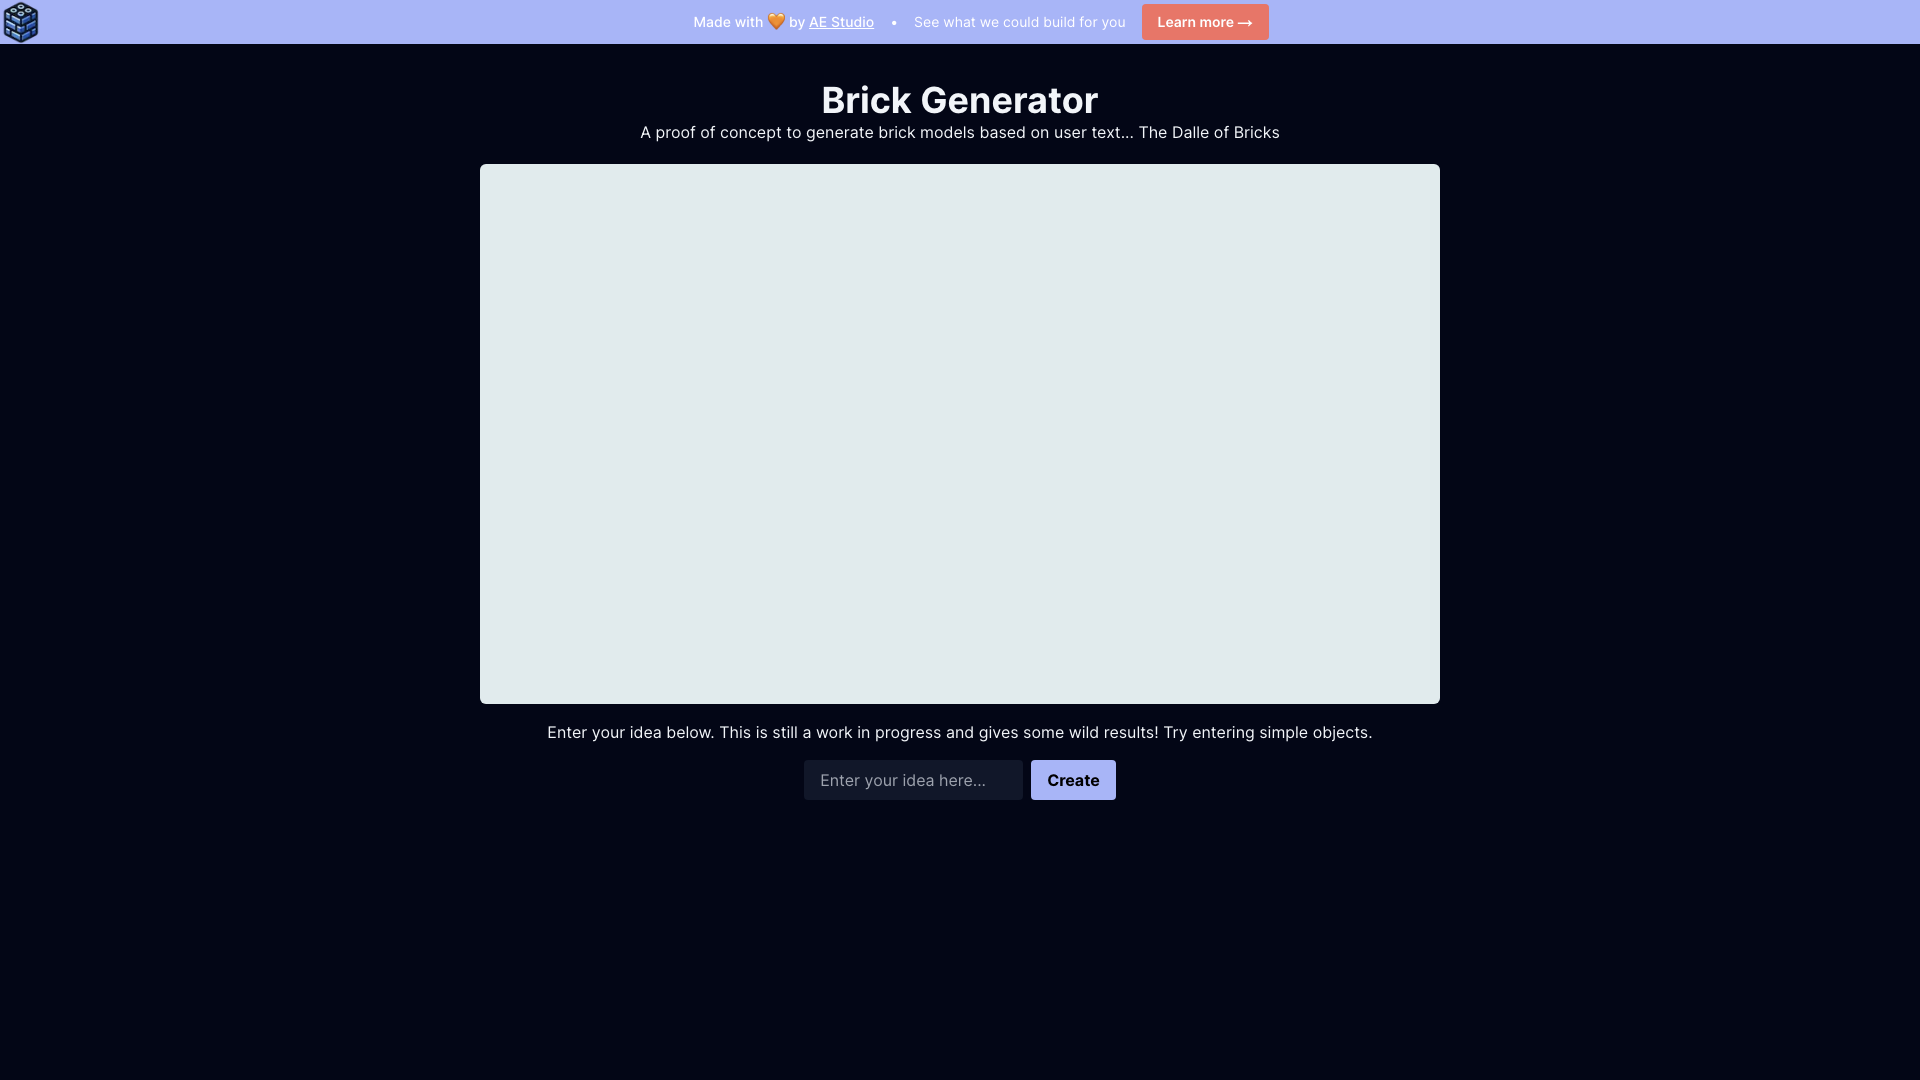 Made with 🧡 by AE Studio • See what we could build for you Learn more →
Brick Generator
A proof of concept to generate brick models based on user text... The Dalle of Bricks
Enter your idea below. This is still a work in progress and gives some wild results! Try entering simple objects.
Enter your idea here... Create